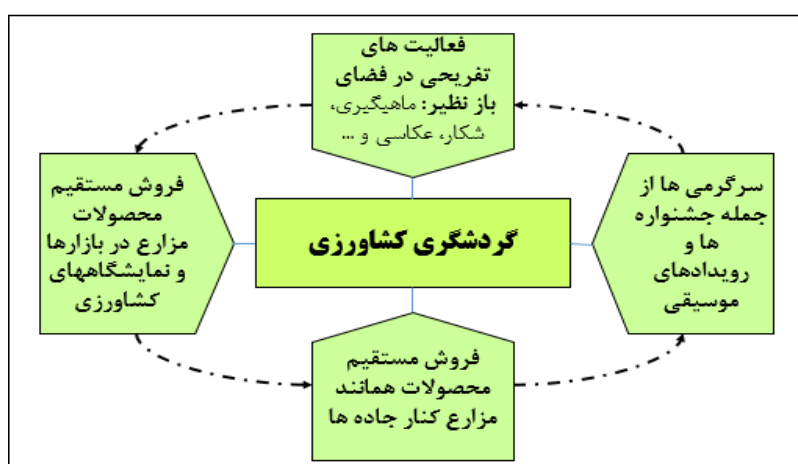 فعالیت های
تفریحی در فضای
باز نظیر: ماهیگیری،
شکار، عکاسی و ...
سرگرمی ها از
جمله جشنواره
ها و
رویدادهای
موسیقی
گردشگری کشاورزی
فروش مستقیم
محصولات
مزارع در بازارها
و نمایشگاههای
کشاورزی
فروش مستقیم
محصولات همانند
مزارع کنار جاده ها